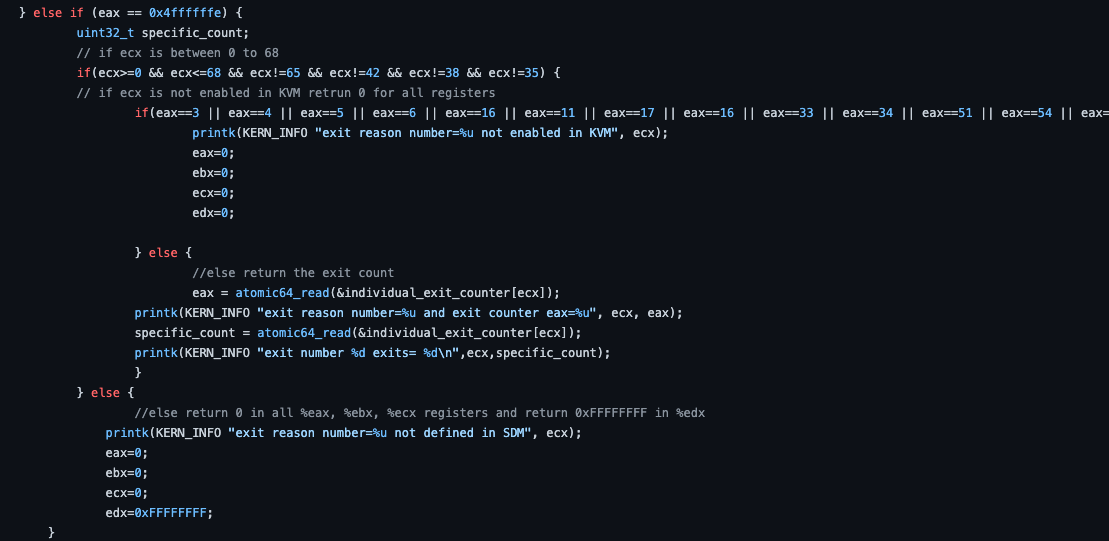 } else if (eax == 0x4ffffffe) {
uint32_t specific_count;
// if ecx is between 0 to 68
if(ecx>=0 && ecx<=68 && ecx!=65 && ecx!=42 && ecx!=38 && ecx!=35) {
// if ecx is not enabled in KVM retrun 0 for all registers
if(eax==3 || eax==4 || eax==5 || eax==6 || eax==16 || eax==11 || eax==17 || eax==16 || eax==33 || eax==34 || eax==51 || eax==54 || eax=
printk(KERN_INFO "exit reason number=%u not enabled in KVM", ecx);
eax=0;
ebx=0;
ecx=0;
edx=0;
} else {
//else return the exit count
eax = atomic64_read(&individual_exit_counter[ecx]);
printk(KERN_INFO "exit reason number=%u and exit counter eax=%u", ecx, eax);
specific_count = atomic64_read(&individual_exit_counter[ecx]);
printk(KERN_INFO "exit number %d exits= %d\n",ecx,specific_count);
}
} else {
//else return 0 in all %eax, %ebx, %ecx registers and return 0xFFFFFFFF in %edx
printk(KERN_INFO "exit reason number=%u not defined in SDM", ecx);
eax=0;
ebx=0;
ecx=0;
edx=0xFFFFFFFF;
}